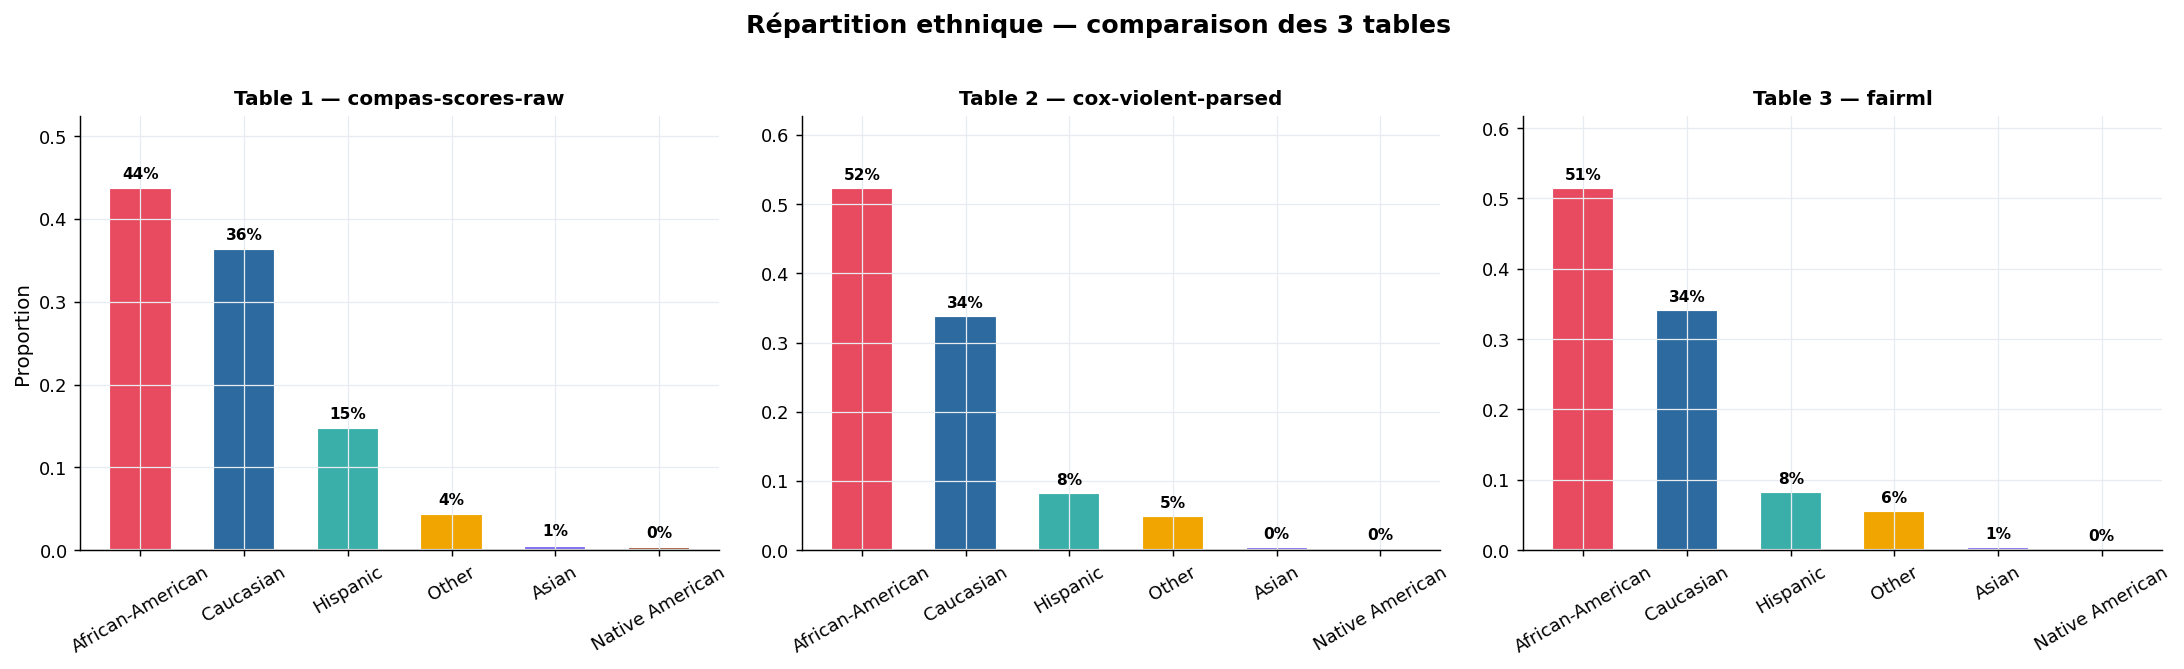 Répartition ethnique — comparaison des 3 tables
Table 1 — compas-scores-raw
Proportion
0.5
0.4
0.3
0.2
0.1
0.0
44%
36%
15%
4%
1%
0%
African-American
Caucasian
Hispanic
Other
Asian
Native American
Table 2 — cox-violent-parsed
0.6
0.5
0.4
0.3
0.2
0.1
0.0
52%
34%
8%
5%
0%
0%
African-American
Caucasian
Hispanic
Other
Asian
Native American
Table 3 — fairml
0.6
0.5
0.4
0.3
0.2
0.1
0.0
51%
34%
8%
6%
1%
0%
African-American
Caucasian
Hispanic
Other
Asian
Native American